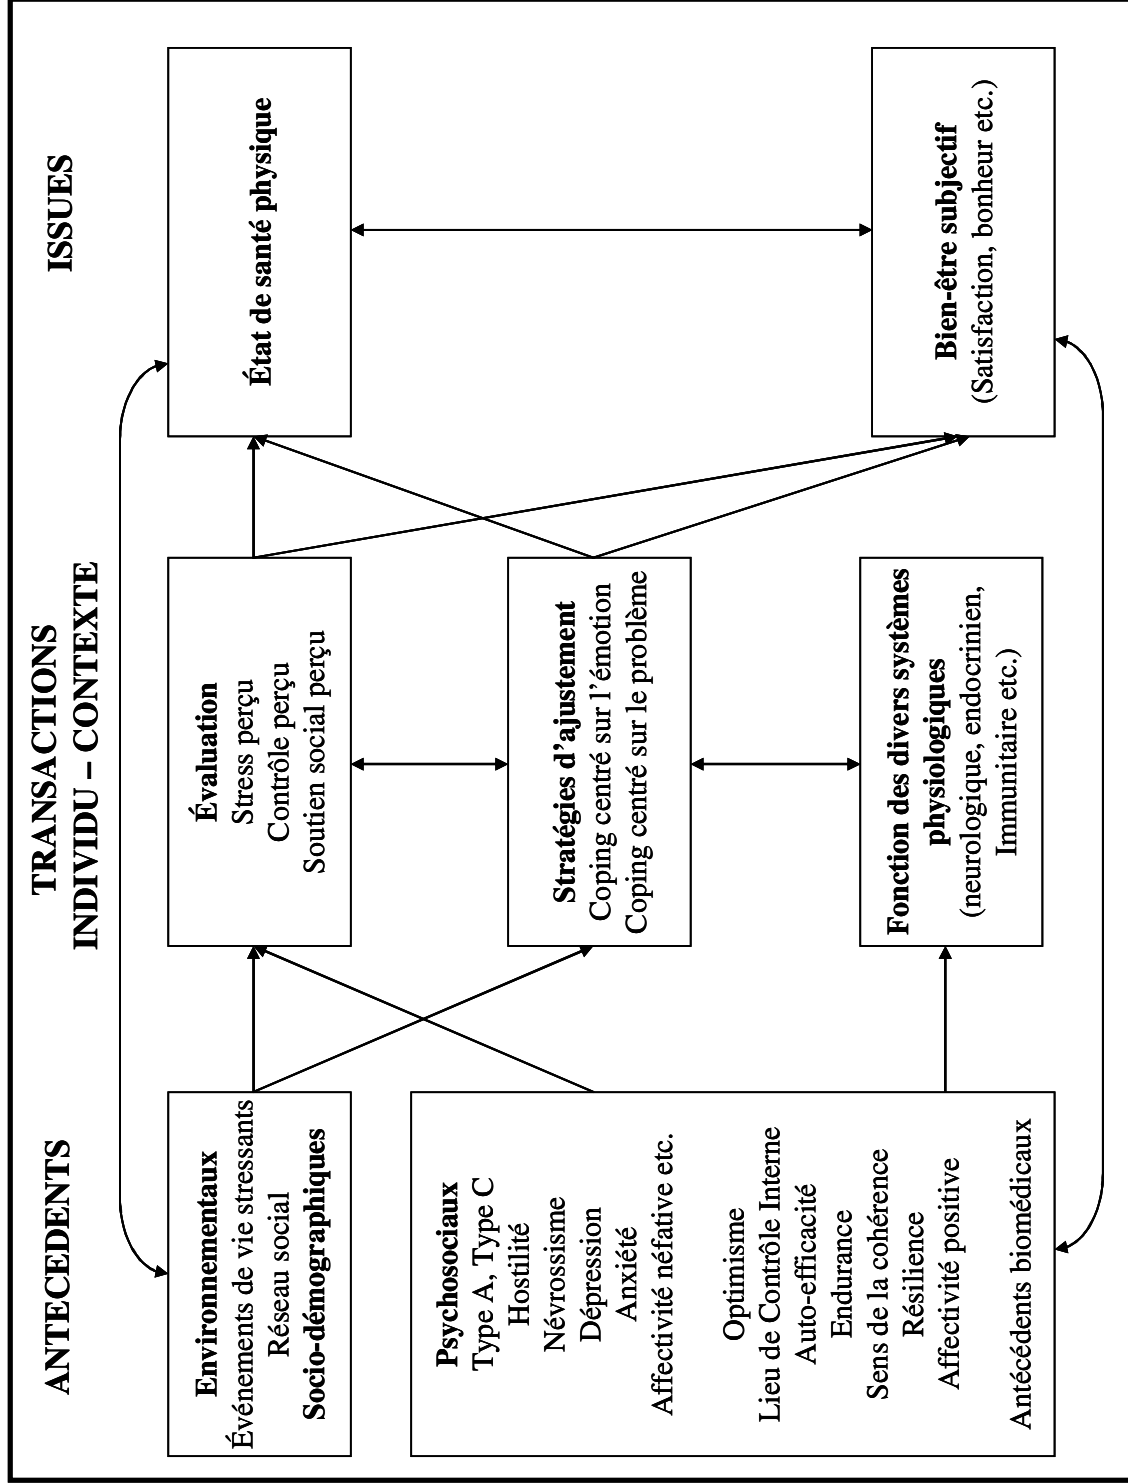 ANTECEDENTS
TRANSACTIONS
INDIVIDU – CONTEXTE
ISSUES
Environnementaux
Événements de vie stressants
Réseau social
Socio-démographiques
Psychosociaux
Type A, Type C
Hostilité
Névrossisme
Dépression
Anxiété
Affectivité néfative etc.
Optimisme
Lieu de Contrôle Interne
Auto-efficacité
Endurance
Sens de la cohérence
Résilience
Affectivité positive
Antécédents biomédicaux
Évaluation
Stress perçu
Contrôle perçu
Soutien social perçu
Stratégies d’ajustement
Coping centré sur l’émotion
Coping centré sur le problème
Fonction des divers systèmes
physiologiques
(neurologique, endocrinien,
Immunitaire etc.)
État de santé physique
Bien-être subjectif
(Satisfaction, bonheur etc.)